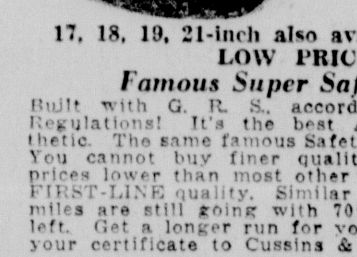 17, 18, 19, 21-inch also av
LOW PRIC
Famous Super Saf
Built with G. R. S., accord
Regulations! It's the best
thetic. The same famous Safet
You cannot buy finer qualit
prices lower than most other
FIRST-LINE quality. Similar
miles are still going with 70
left. Get a longer run for yo
your certificate to Cussins &